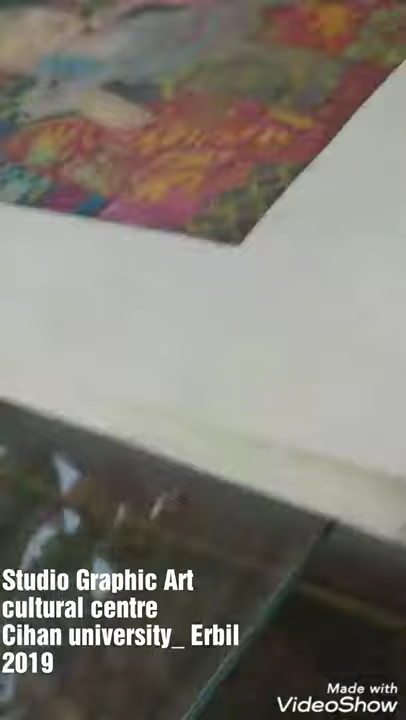 Studio Graphic Art
cultural centre
Cihan university_ Erbil
2019
Made with
VideoShow